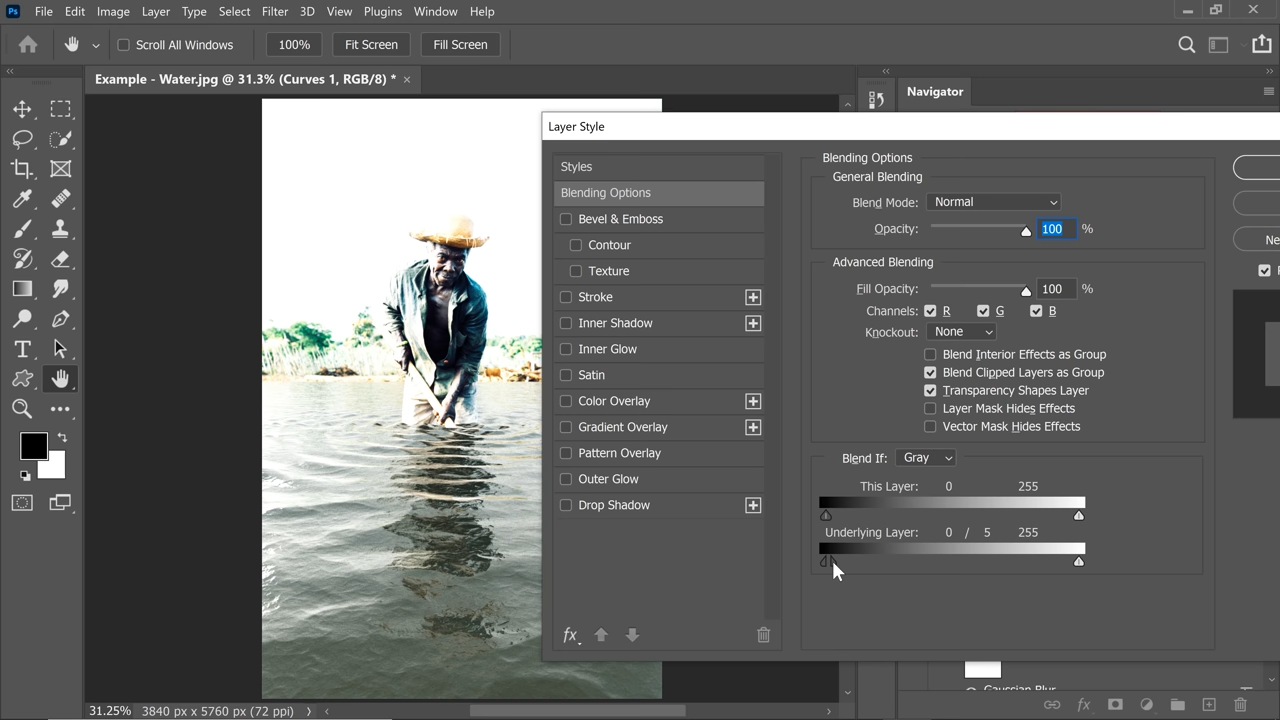 Ps File Edit Image Layer Type Select Filter 3D View Plugins Window Help
Scroll All Windows 100% Fit Screen Fill Screen
Example - Water.jpg @ 31.3% (Curves 1, RGB/8) * ×
Navigator
Layer Style
Styles
Blending Options
Bevel & Emboss
Contour
Texture
Stroke
Inner Shadow
Inner Glow
Satin
Color Overlay
Gradient Overlay
Pattern Overlay
Outer Glow
Drop Shadow
fx
Blending Options
General Blending
Blend Mode: Normal
Opacity: 100 %
Advanced Blending
Fill Opacity: 100 %
Channels: R G B
Knockout: None
Blend Interior Effects as Group
Blend Clipped Layers as Group
Transparency Shapes Layer
Layer Mask Hides Effects
Vector Mask Hides Effects
Blend If: Gray
This Layer: 0 255
Underlying Layer: 0 / 5 255
Ne
Gaussian Blur
fx
31.25% 3840 px x 5760 px (72 ppi)